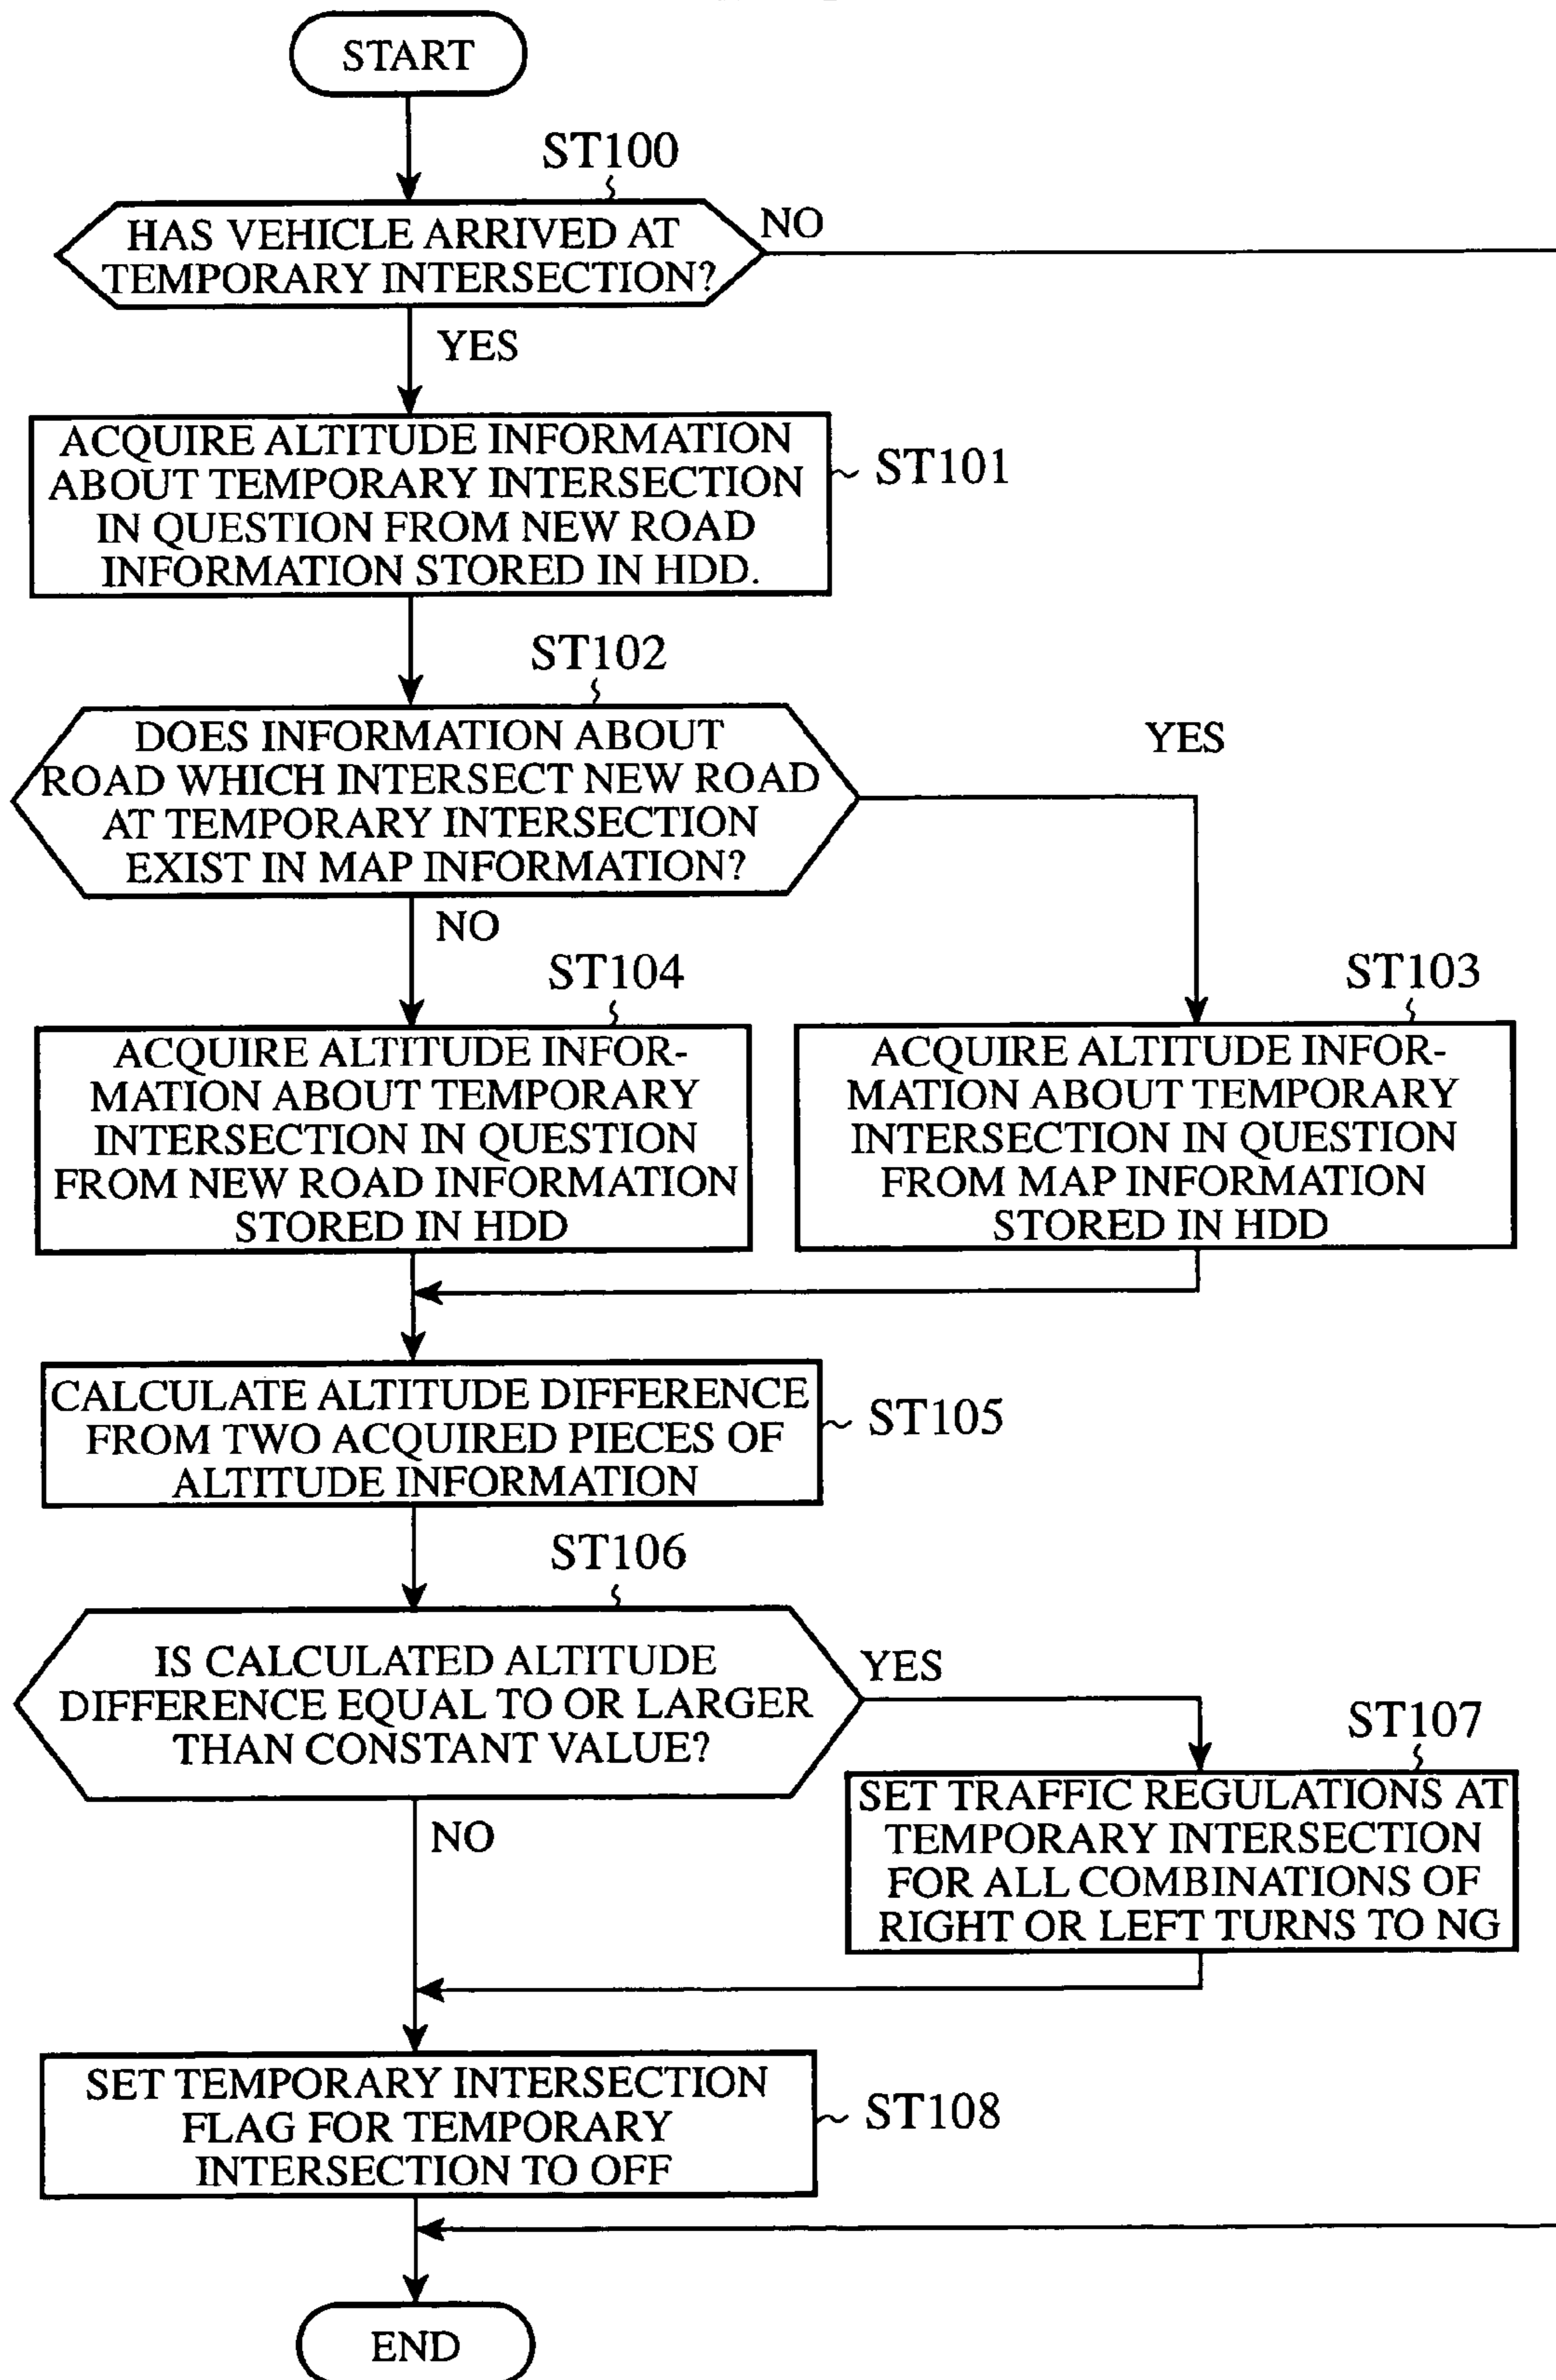 START
ST100
HAS VEHICLE ARRIVED AT
TEMPORARY INTERSECTION?
NO
YES
ACQUIRE ALTITUDE INFORMATION
ABOUT TEMPORARY INTERSECTION
IN QUESTION FROM NEW ROAD
INFORMATION STORED IN HDD.
ST101
ST102
DOES INFORMATION ABOUT
ROAD WHICH INTERSECT NEW ROAD
AT TEMPORARY INTERSECTION
EXIST IN MAP INFORMATION?
YES
NO
ST104
ACQUIRE ALTITUDE INFOR-
MATION ABOUT TEMPORARY
INTERSECTION IN QUESTION
FROM NEW ROAD INFORMATION
STORED IN HDD
ST103
ACQUIRE ALTITUDE INFOR-
MATION ABOUT TEMPORARY
INTERSECTION IN QUESTION
FROM MAP INFORMATION
STORED IN HDD
CALCULATE ALTITUDE DIFFERENCE
FROM TWO ACQUIRED PIECES OF
ALTITUDE INFORMATION
ST105
ST106
IS CALCULATED ALTITUDE
DIFFERENCE EQUAL TO OR LARGER
THAN CONSTANT VALUE?
YES
NO
ST107
SET TRAFFIC REGULATIONS AT
TEMPORARY INTERSECTION
FOR ALL COMBINATIONS OF
RIGHT OR LEFT TURNS TO NG
SET TEMPORARY INTERSECTION
FLAG FOR TEMPORARY
INTERSECTION TO OFF
ST108
END